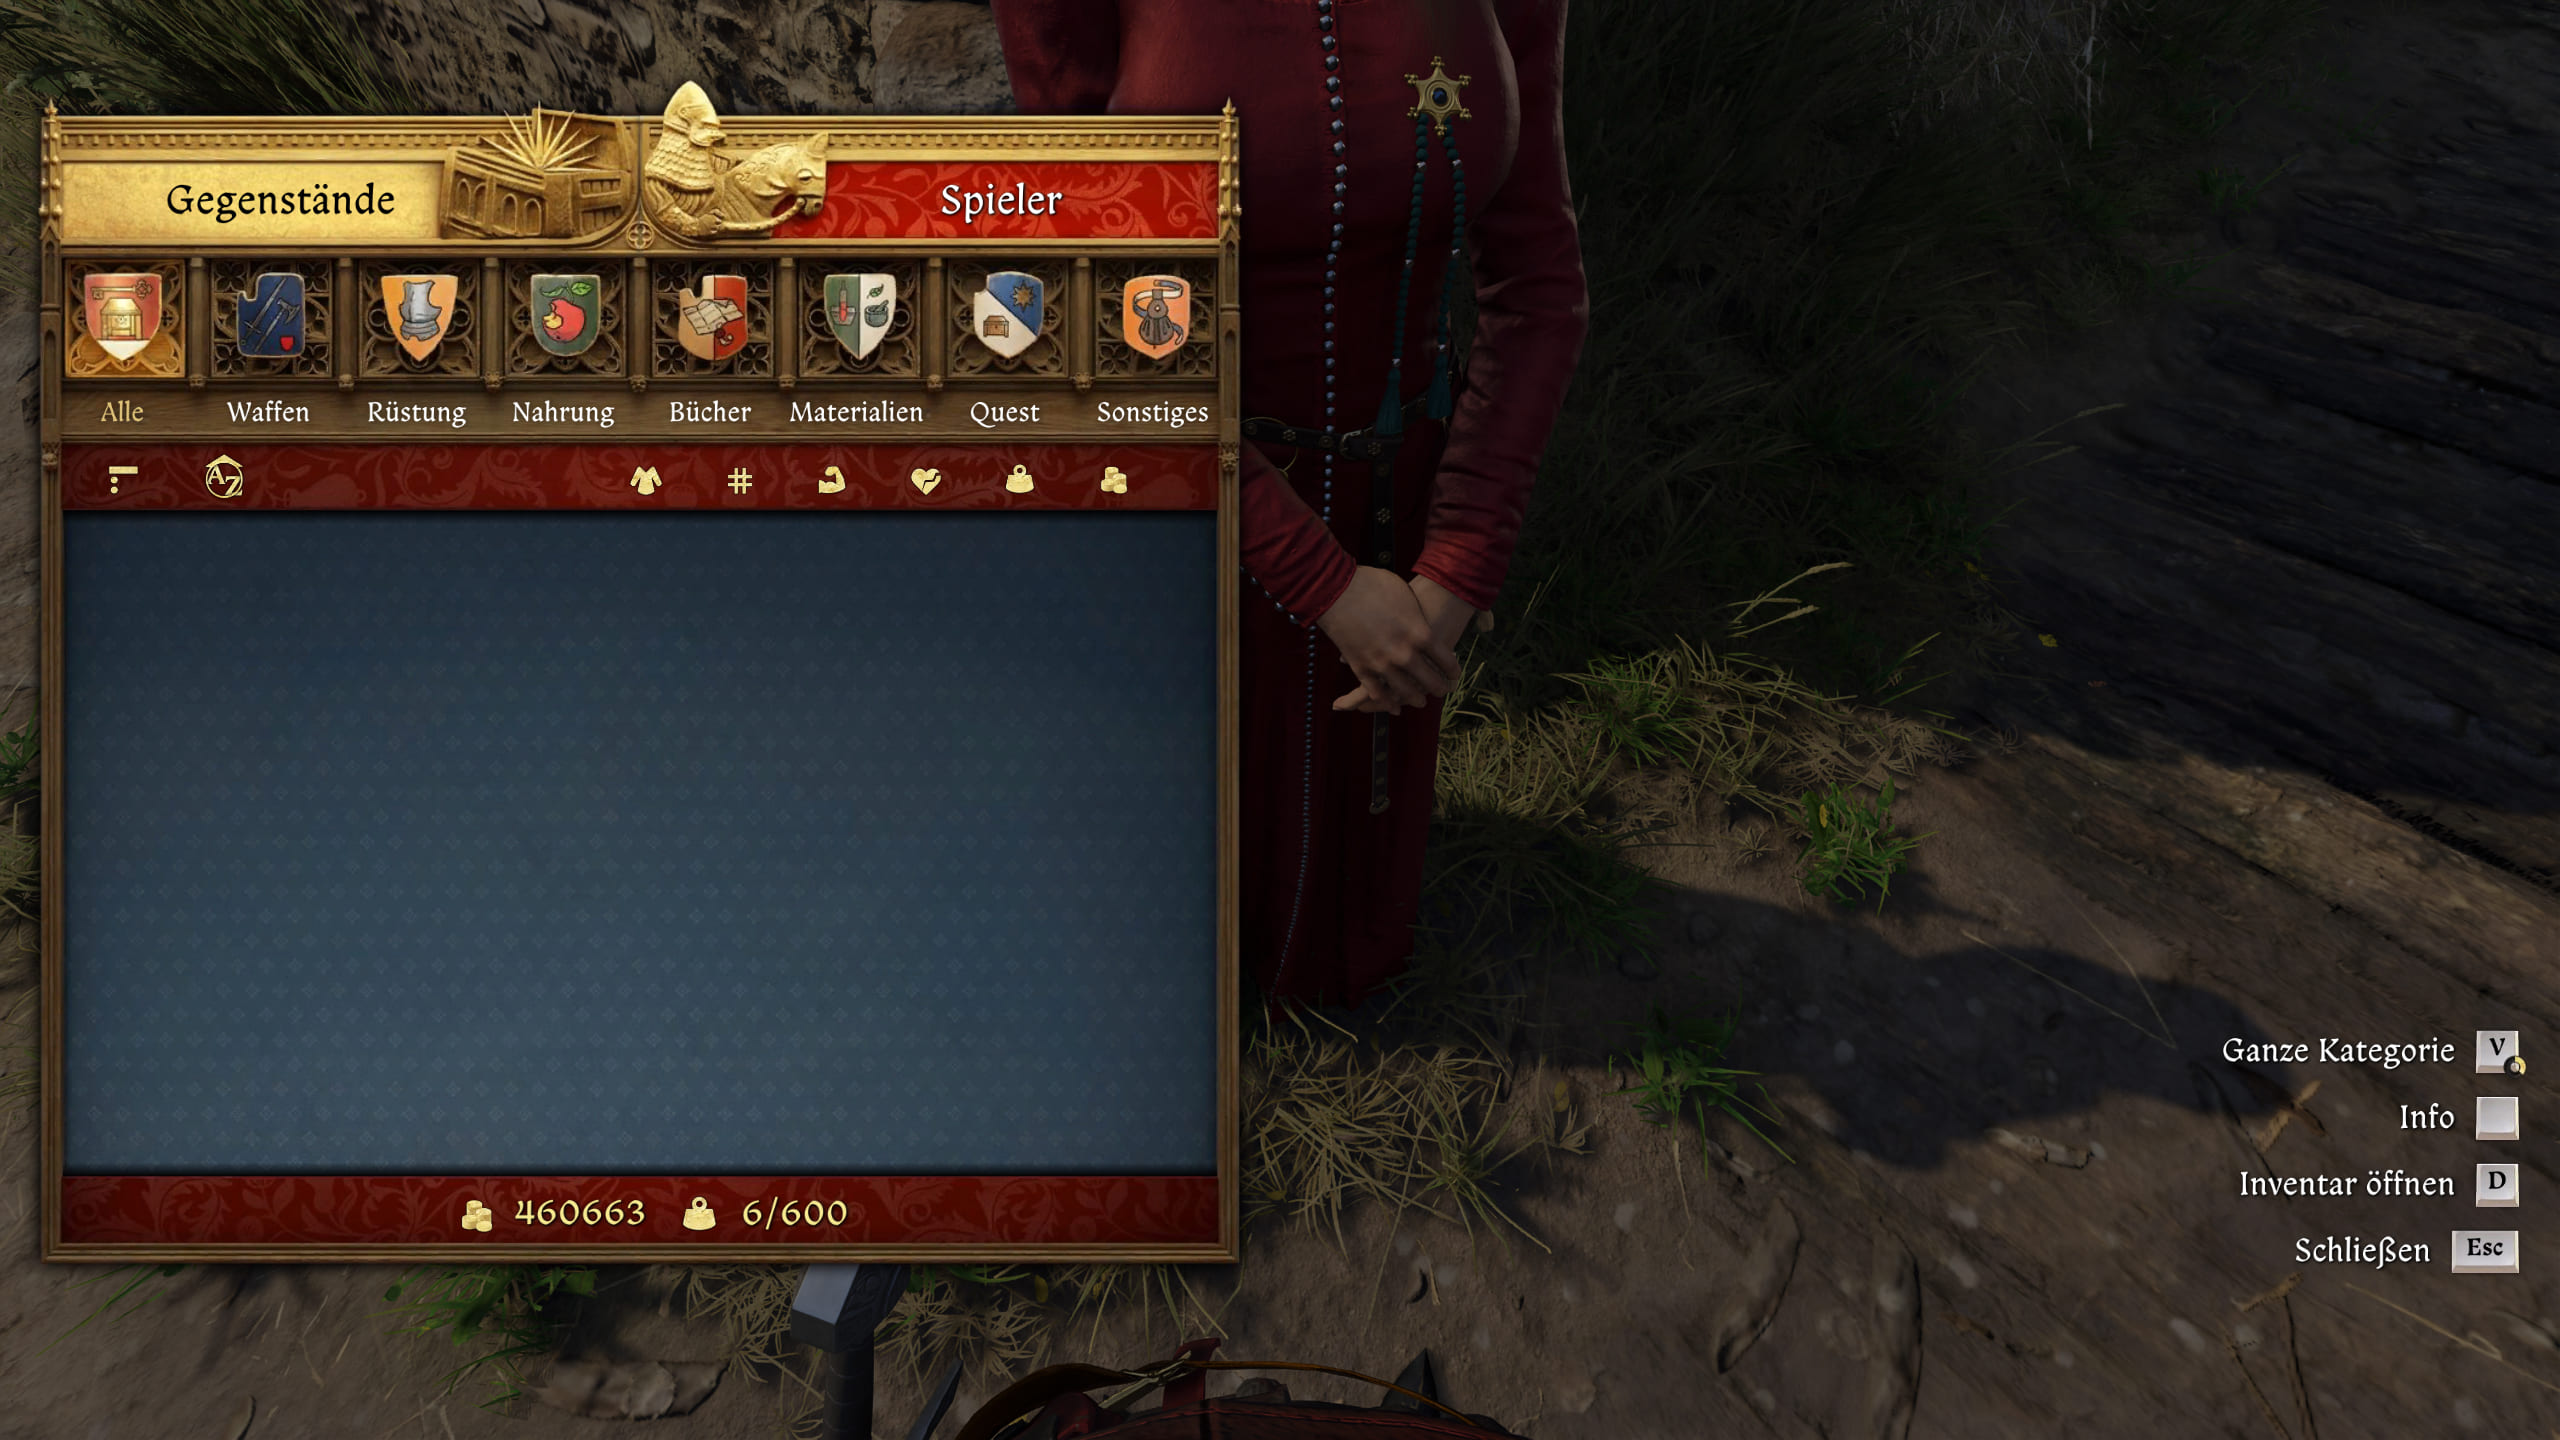 Gegenstände
Spieler
Alle
Waffen
Rüstung
Nahrung
Bücher
Materialien
Quest
Sonstiges
AZ
460663
6/600
Ganze Kategorie V
Info
Inventar öffnen D
Schließen Esc